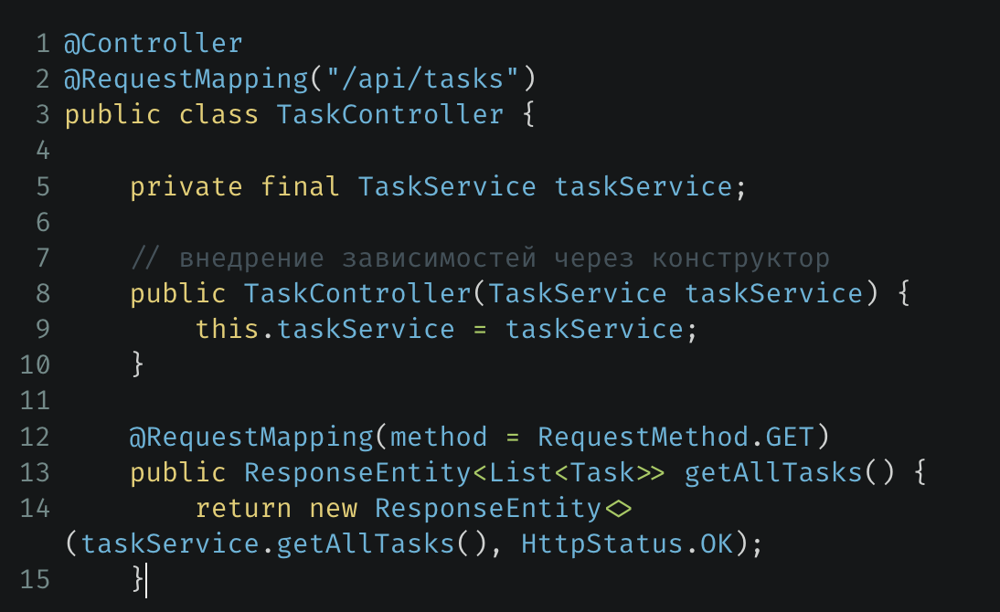 1 @Controller
2 @RequestMapping("/api/tasks")
3 public class TaskController {
4
5     private final TaskService taskService;
6
7     // внедрение зависимостей через конструктор
8     public TaskController(TaskService taskService) {
9         this.taskService = taskService;
10     }
11
12     @RequestMapping(method = RequestMethod.GET)
13     public ResponseEntity<List<Task>> getAllTasks() {
14         return new ResponseEntity<>
(taskService.getAllTasks(), HttpStatus.OK);
15     }